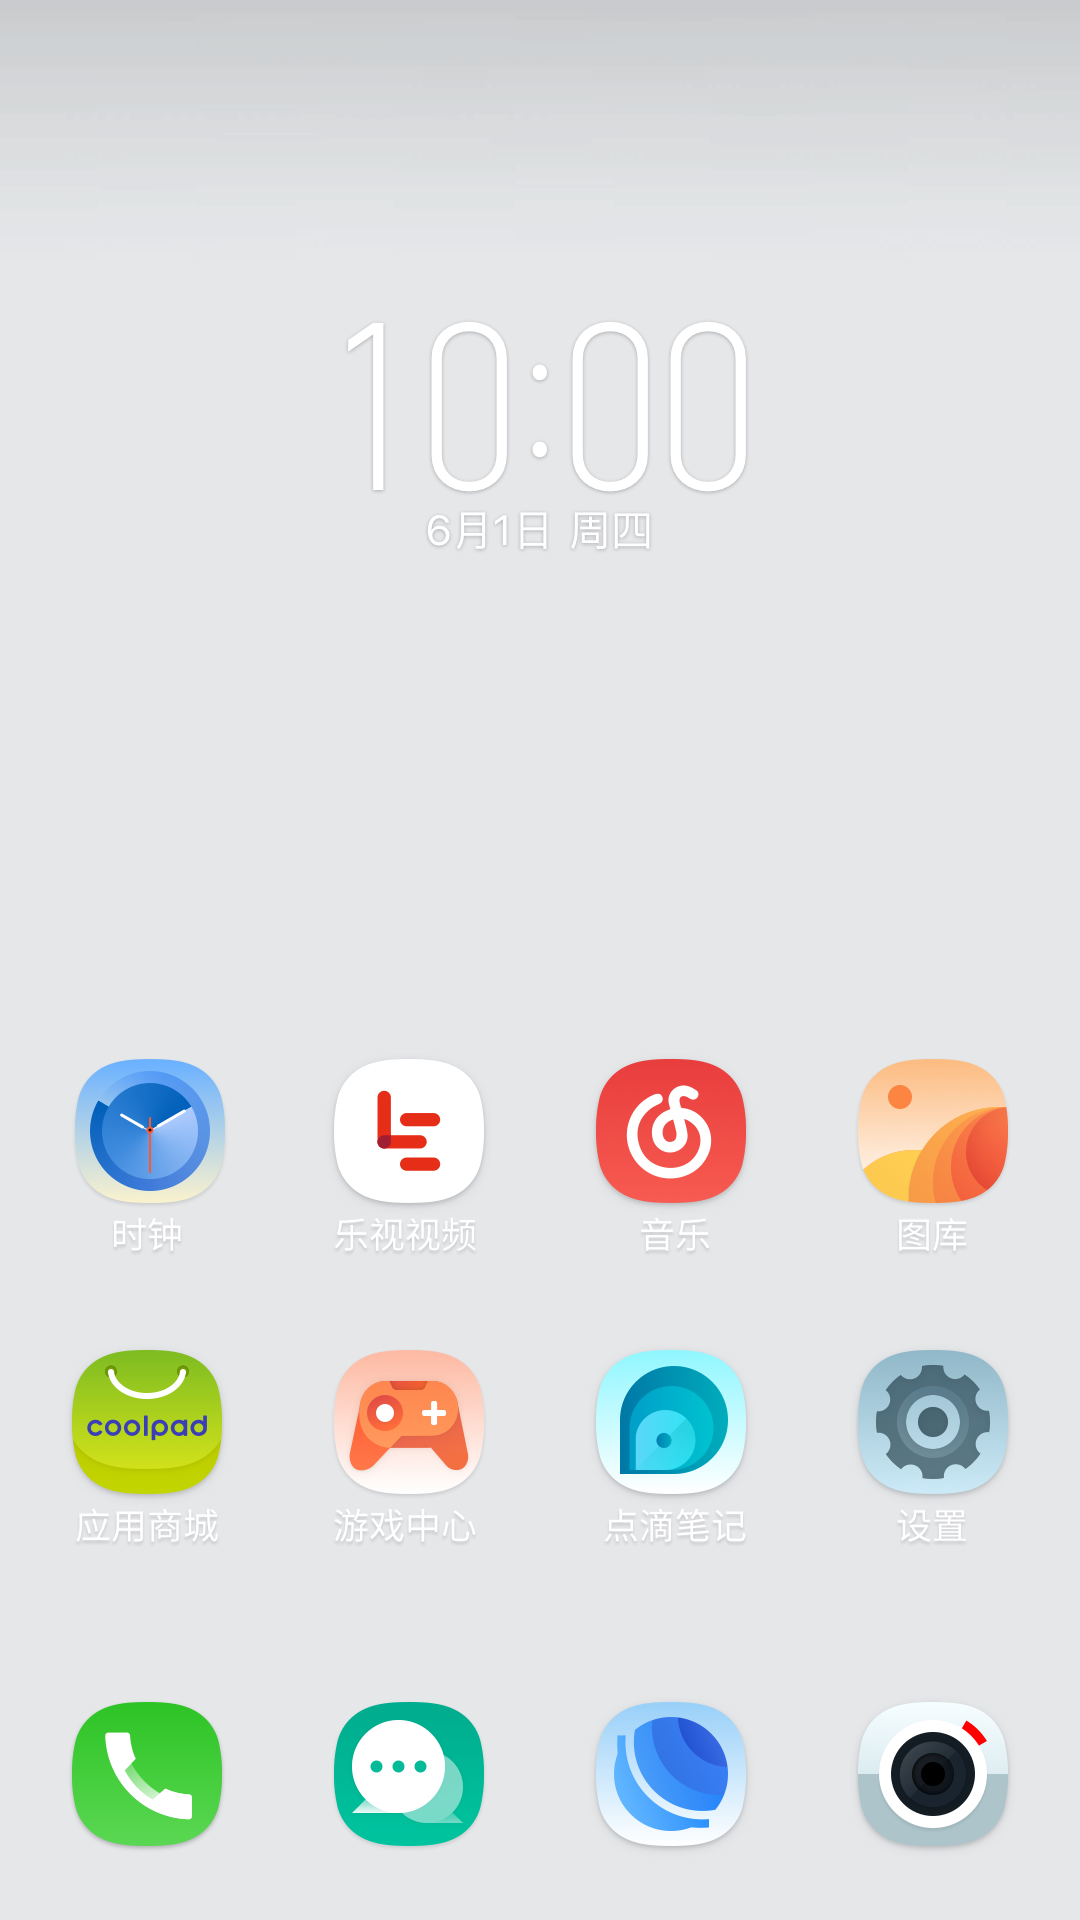 10:00
6月1日 周四
时钟
乐视视频
音乐
图库
coolpad
应用商城
游戏中心
点滴笔记
设置